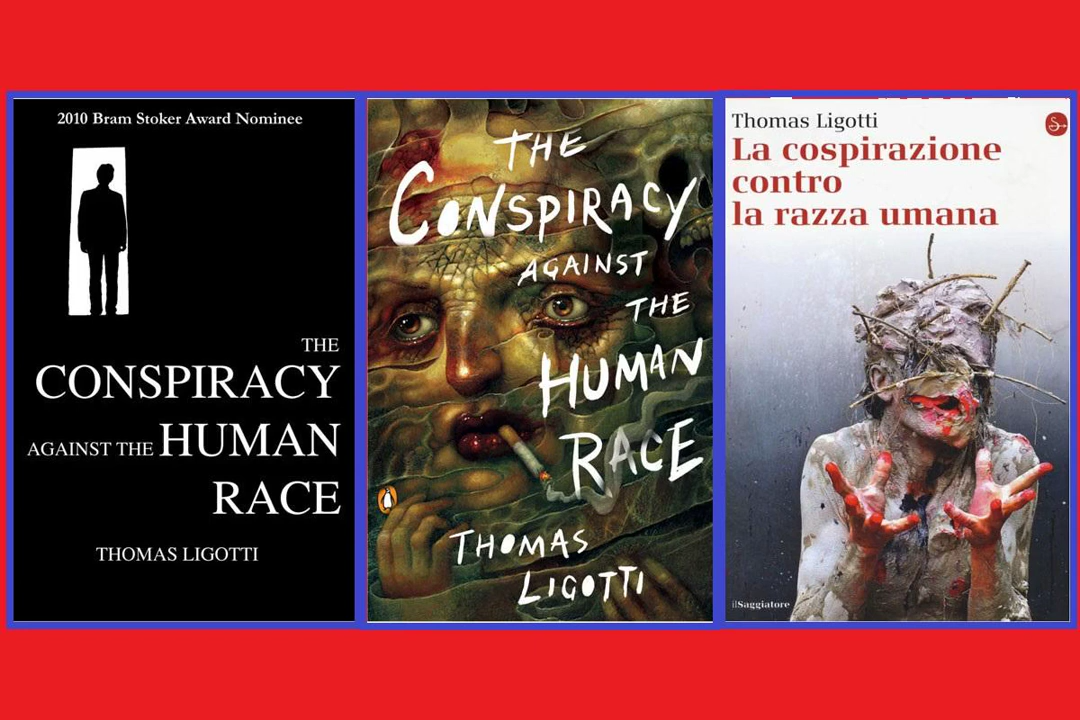 2010 Bram Stoker Award Nominee
THE
CONSPIRACY
AGAINST THE HUMAN
RACE
THOMAS LIGOTTI
THE
CONSPIRACY
AGAINST
THE
HUMAN
RACE
THOMAS
LIGOTTI
Thomas Ligotti
La cospirazione
contro
la razza umana
ilSaggiatore